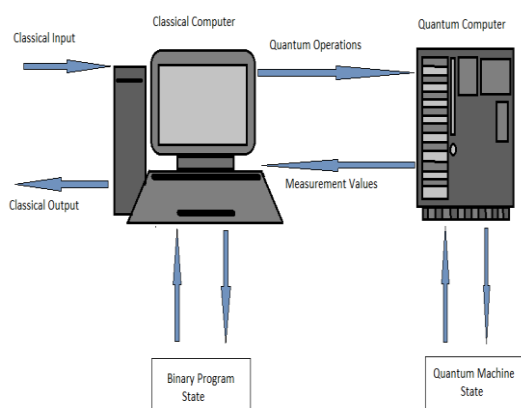 Classical Computer
Quantum Computer
Classical Input
Quantum Operations
Measurement Values
Classical Output
Binary Program
State
Quantum Machine
State